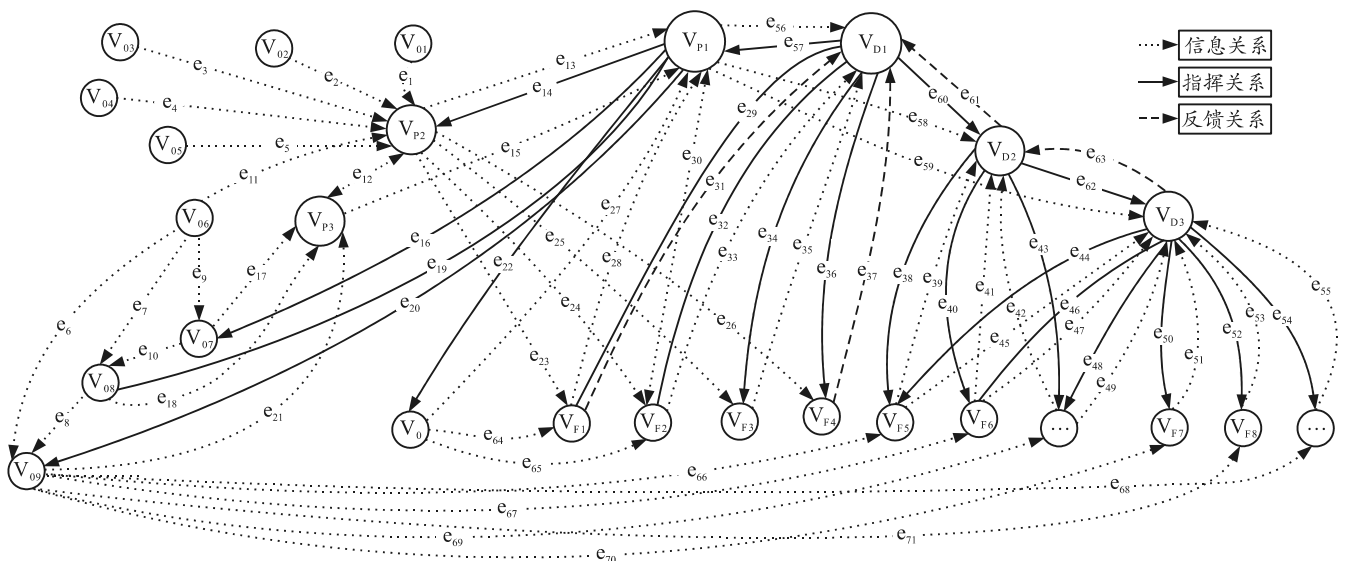 V03
V02
V01
VP1
VD1
e56
e57
信息关系
指挥关系
反馈关系
e3
e2
e1
e13
e14
V04
e4
VP2
V05
e5
e15
e29
e30
e58
e59
e60
e61
VD2
e63
e62
VD3
e11
e12
e27
e31
V06
VP3
e9
e16
e17
e19
e20
e22
e25
e28
e32
e33
e34
e35
e36
e37
e38
e39
e40
e41
e42
e43
e44
e45
e46
e47
e48
e49
e50
e51
e52
e53
e54
e55
e6
e7
e10
V07
V08
e8
e18
e21
e23
e24
e26
V0
e64
e65
VF1
VF2
VF3
VF4
VF5
VF6
...
VF7
VF8
...
V09
e66
e67
e68
e69
e70
e71